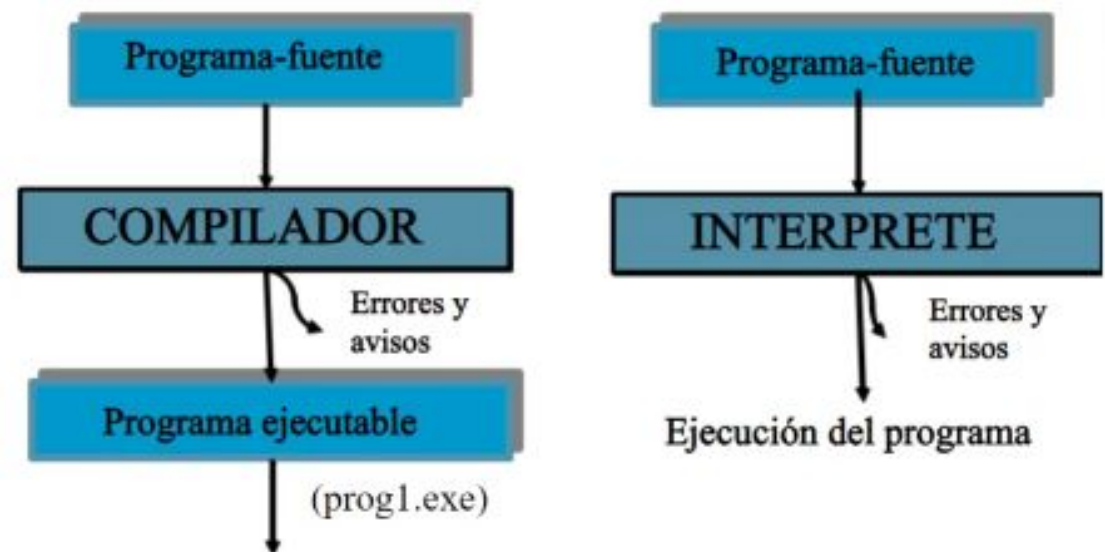 Programa-fuente
COMPILADOR
Errores y
avisos
Programa ejecutable
(prog1.exe)
Programa-fuente
INTERPRETE
Errores y
avisos
Ejecución del programa